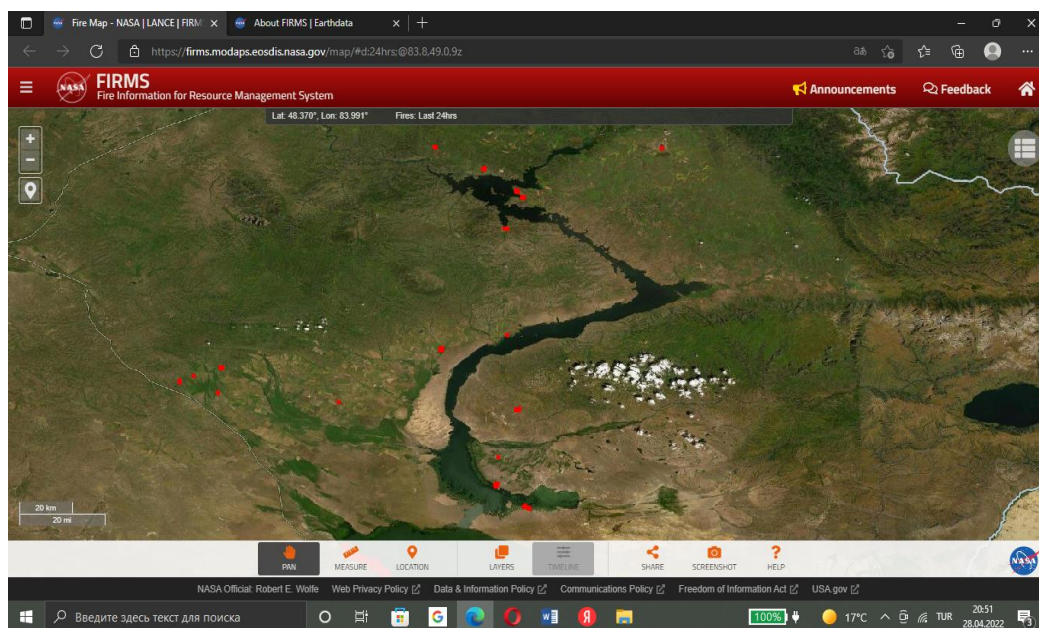 Fire Map - NASA | LANCE | FIRM
About FIRMS | Earthdata
https://firms.modaps.eosdis.nasa.gov/map/#d:24hrs;@83.8,49.0,9z
NASA
FIRMS
Fire Information for Resource Management System
Announcements
Feedback
Lat: 48.370°, Lon: 83.991° Fires: Last 24hrs
20 km
20 mi
PAN MEASURE LOCATION LAYERS TIMELINE SHARE SCREENSHOT HELP
NASA
NASA Official: Robert E. Wolfe Web Privacy Policy Data & Information Policy Communications Policy Freedom of Information Act USA.gov
Введите здесь текст для поиска
100%
17°C
TUR
20:51
28.04.2022
3